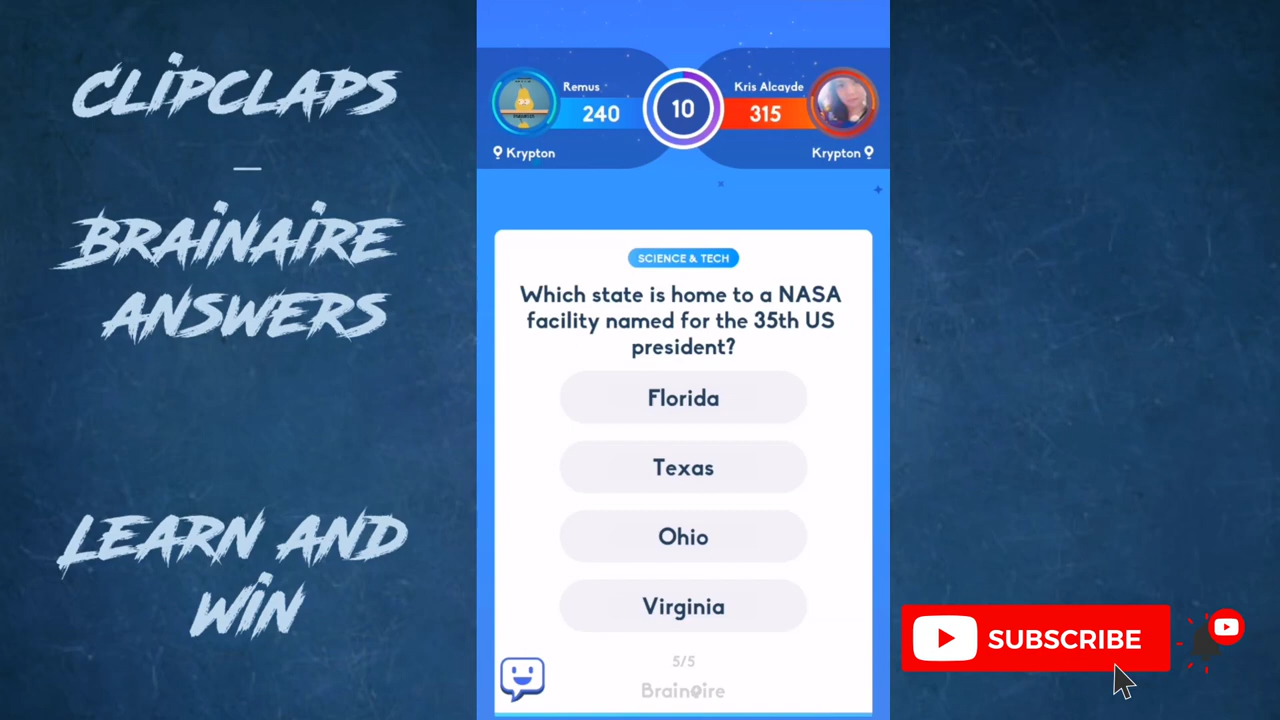 CLIPCLAPS
–
BRAINAIRE
ANSWERS
LEARN AND
WIN
Remus
240
Krypton
10
Kris Alcayde
315
Krypton
SCIENCE & TECH
Which state is home to a NASA
facility named for the 35th US
president?
Florida
Texas
Ohio
Virginia
5/5
Brainaire
SUBSCRIBE